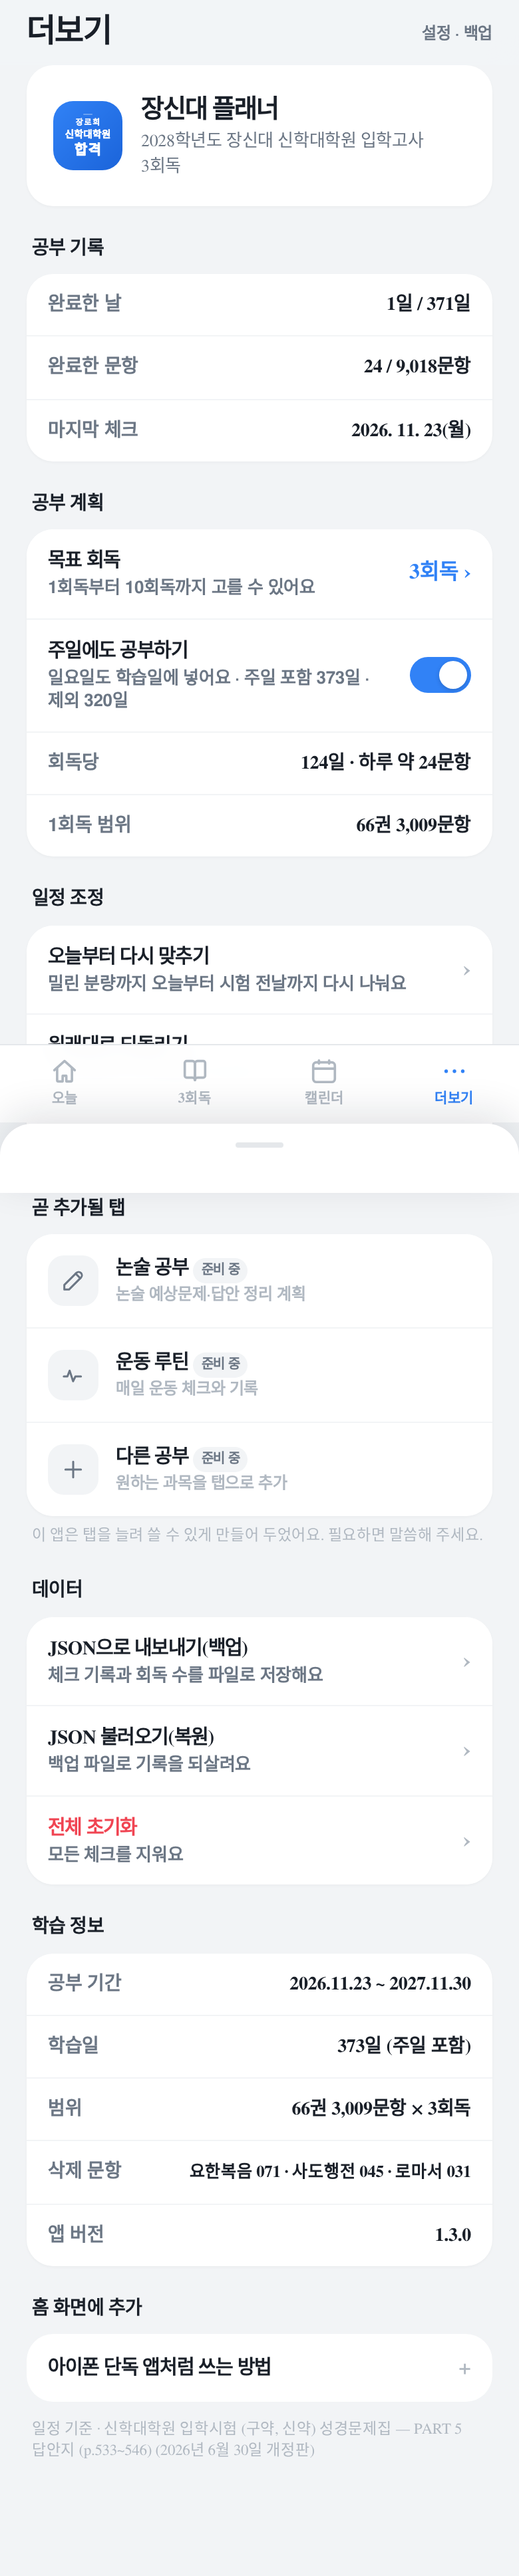 더보기
설정 · 백업
장로회
신학대학원
합격
장신대 플래너
2028학년도 장신대 신학대학원 입학고사
3회독
공부 기록
완료한 날
1일 / 371일
완료한 문항
24 / 9,018문항
마지막 체크
2026. 11. 23(월)
공부 계획
목표 회독
1회독부터 10회독까지 고를 수 있어요
3회독 ›
주일에도 공부하기
일요일도 학습일에 넣어요 · 주일 포함 373일 ·
제외 320일
회독당
124일 · 하루 약 24문항
1회독 범위
66권 3,009문항
일정 조정
오늘부터 다시 맞추기
밀린 분량까지 오늘부터 시험 전날까지 다시 나눠요
원래대로 되돌리기
오늘
3회독
캘린더
더보기
곧 추가될 탭
논술 공부 준비 중
논술 예상문제·답안 정리 계획
운동 루틴 준비 중
매일 운동 체크와 기록
다른 공부 준비 중
원하는 과목을 탭으로 추가
이 앱은 탭을 늘려 쓸 수 있게 만들어 두었어요. 필요하면 말씀해 주세요.
데이터
JSON으로 내보내기(백업)
체크 기록과 회독 수를 파일로 저장해요
JSON 불러오기(복원)
백업 파일로 기록을 되살려요
전체 초기화
모든 체크를 지워요
학습 정보
공부 기간
2026.11.23 ~ 2027.11.30
학습일
373일 (주일 포함)
범위
66권 3,009문항 × 3회독
삭제 문항
요한복음 071 · 사도행전 045 · 로마서 031
앱 버전
1.3.0
홈 화면에 추가
아이폰 단독 앱처럼 쓰는 방법
일정 기준 · 신학대학원 입학시험 (구약, 신약) 성경문제집 — PART 5
답안지 (p.533~546) (2026년 6월 30일 개정판)